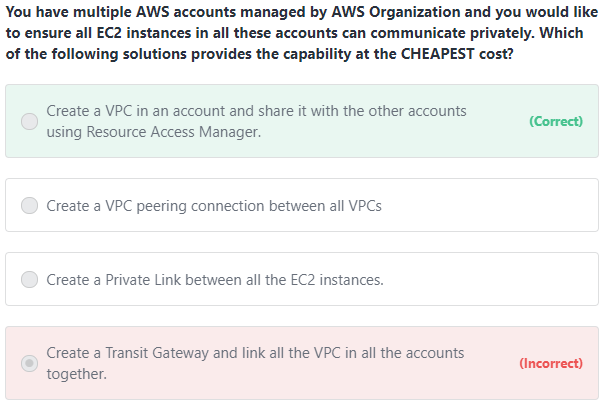 You have multiple AWS accounts managed by AWS Organization and you would like
to ensure all EC2 instances in all these accounts can communicate privately. Which
of the following solutions provides the capability at the CHEAPEST cost?
Create a VPC in an account and share it with the other accounts
using Resource Access Manager.
(Correct)
Create a VPC peering connection between all VPCs
Create a Private Link between all the EC2 instances.
Create a Transit Gateway and link all the VPC in all the accounts
together.
(Incorrect)